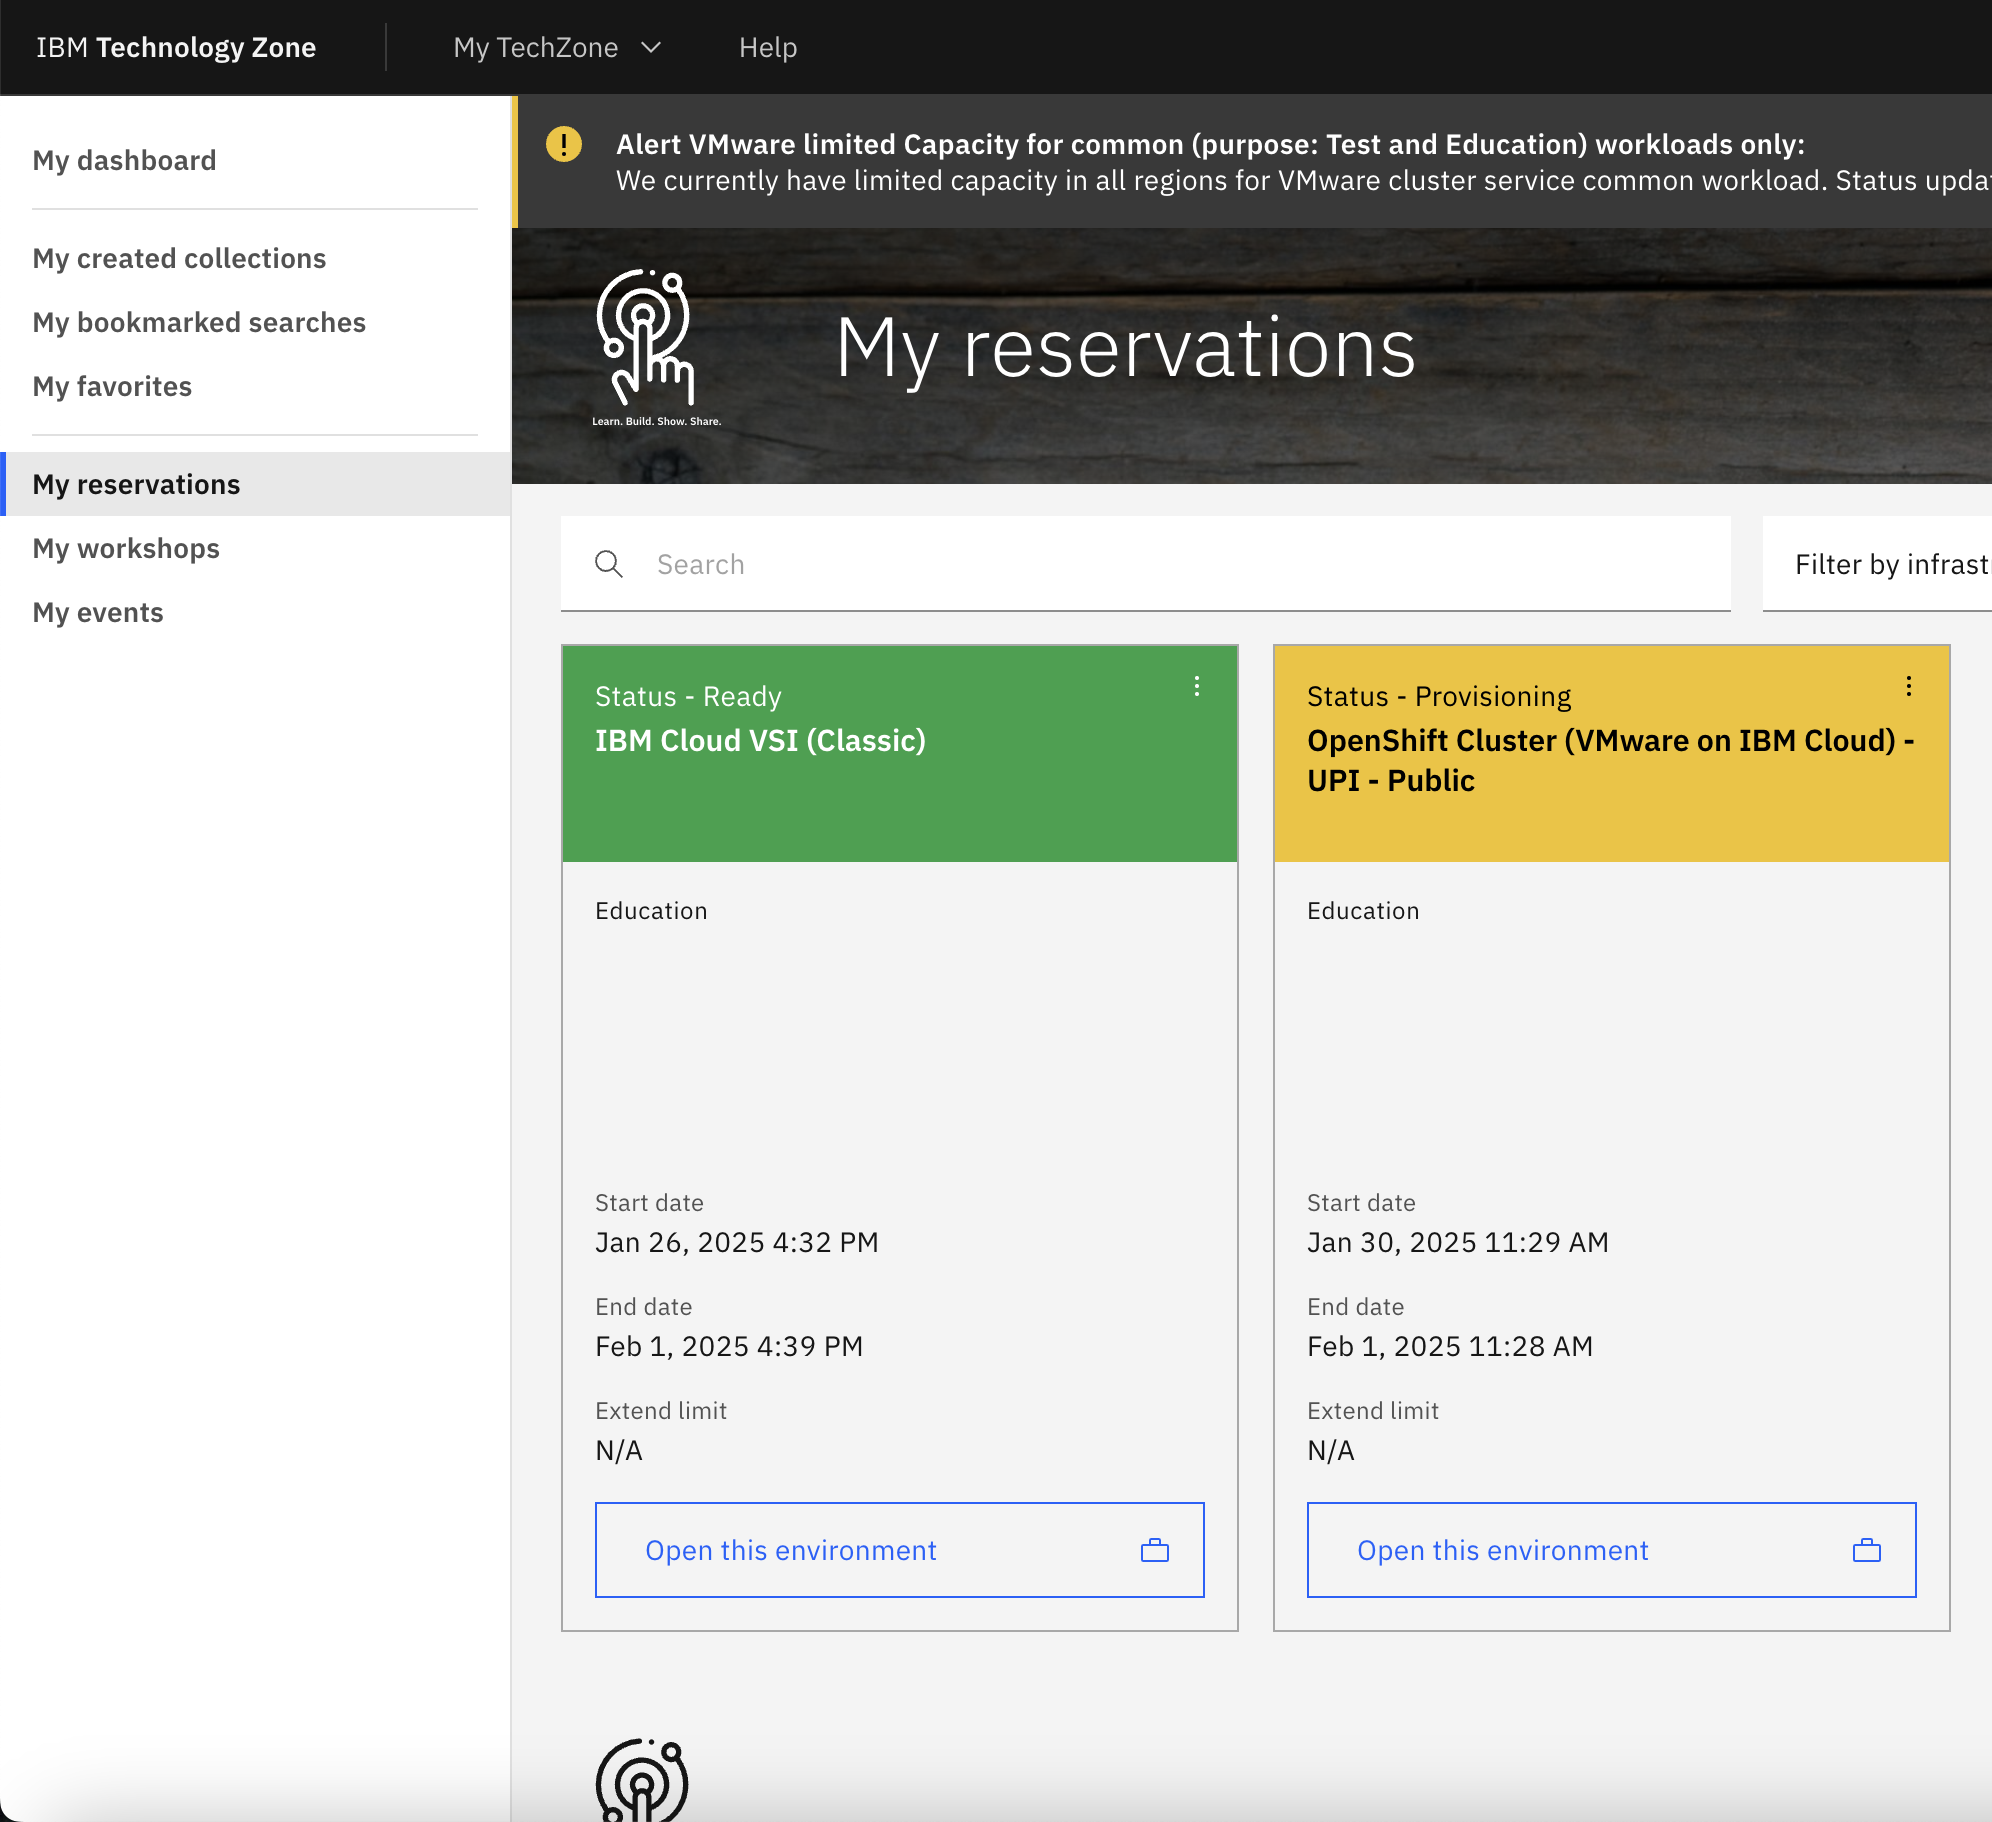 IBM Technology Zone
My TechZone
Help
My dashboard
My created collections
My bookmarked searches
My favorites
My reservations
My workshops
My events
Alert VMware limited Capacity for common (purpose: Test and Education) workloads only:
We currently have limited capacity in all regions for VMware cluster service common workload. Status
Learn. Build. Show. Share.
My reservations
Search
Filter by
Status - Ready
IBM Cloud VSI (Classic)
Education
Start date
Jan 26, 2025 4:32 PM
End date
Feb 1, 2025 4:39 PM
Extend limit
N/A
Open this environment
Status - Provisioning
OpenShift Cluster (VMware on IBM Cloud) -
UPI - Public
Education
Start date
Jan 30, 2025 11:29 AM
End date
Feb 1, 2025 11:28 AM
Extend limit
N/A
Open this environment